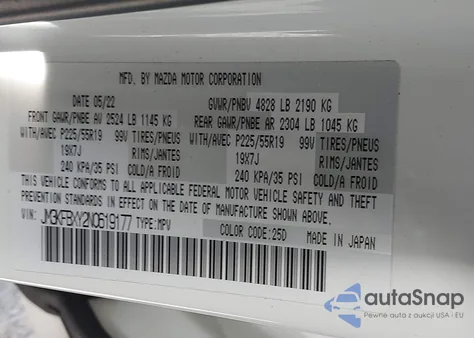 MFD. BY MAZDA MOTOR CORPORATION
DATE 05/22 GVWR/PNBV 4828 LB 2190 KG
FRONT GAWR/PNBE AV 2524 LB 1145 KG REAR GAWR/PNBE AR 2304 LB 1045 KG
WITH/AVEC P225/55R19 99V TIRES/PNEUS WITH/AVEC P225/55R19 99V TIRES/PNEUS
19X7J RIMS/JANTES 19X7J RIMS/JANTES
240 KPA/35 PSI COLD/A FROID 240 KPA/35 PSI COLD/A FROID
THIS VEHICLE CONFORMS TO ALL APPLICABLE FEDERAL MOTOR VEHICLE SAFETY AND THEFT
PREVENTION STANDARDS IN EFFECT ON THE DATE OF MANUFACTURE SHOWN ABOVE.
VIN: JM3KFBXY2N0519177 TYPE: MPV COLOR CODE: 25D MADE IN JAPAN
autoSnap
Pewne auto z USA i EU